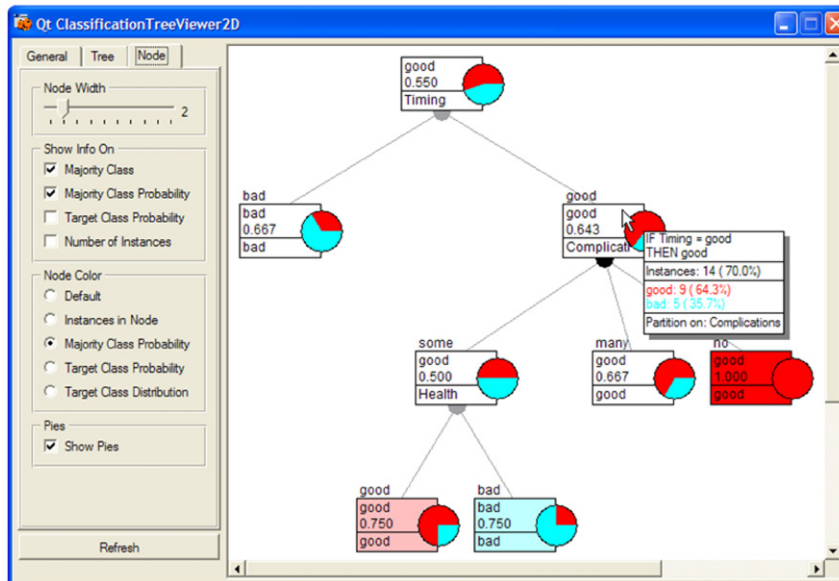 Qt ClassificationTreeViewer2D
General Tree Node
Node Width
2
Show Info On
Majority Class
Majority Class Probability
Target Class Probability
Number of Instances
Node Color
Default
Instances in Node
Majority Class Probability
Target Class Probability
Target Class Distribution
Pies
Show Pies
Refresh
good
0.550
Timing
bad
bad
0.667
bad
good
good
0.643
Complicati
IF Timing = good
THEN good
Instances: 14 (70.0%)
good: 9 (64.3%)
bad: 5 (35.7%)
Partition on: Complications
some
good
0.500
Health
many
good
0.667
good
no
good
1.000
good
good
good
0.750
good
bad
bad
0.750
bad